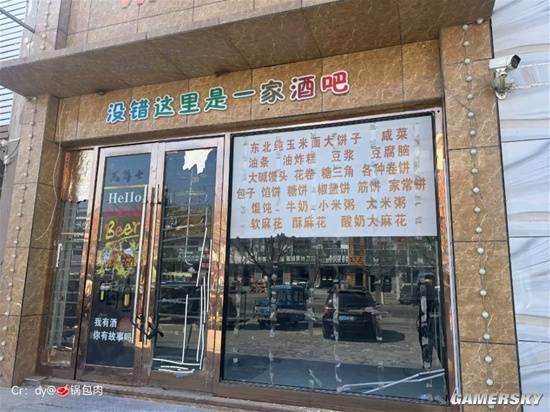 没错这里是一家酒吧
东北纯玉米面大饼子 咸菜
油条 油炸糕 豆浆 豆腐脑
大碱馒头 花卷 糖三角 各种卷饼
包子 馅饼 糖饼 椒盐饼 筋饼 家常饼
馄饨 牛奶 小米粥 大米粥
软麻花 酥麻花 酸奶大麻花
Hello
Beer
我有酒
你有故事吗
Cr：dy@🥩锅包肉
GAMERSKY